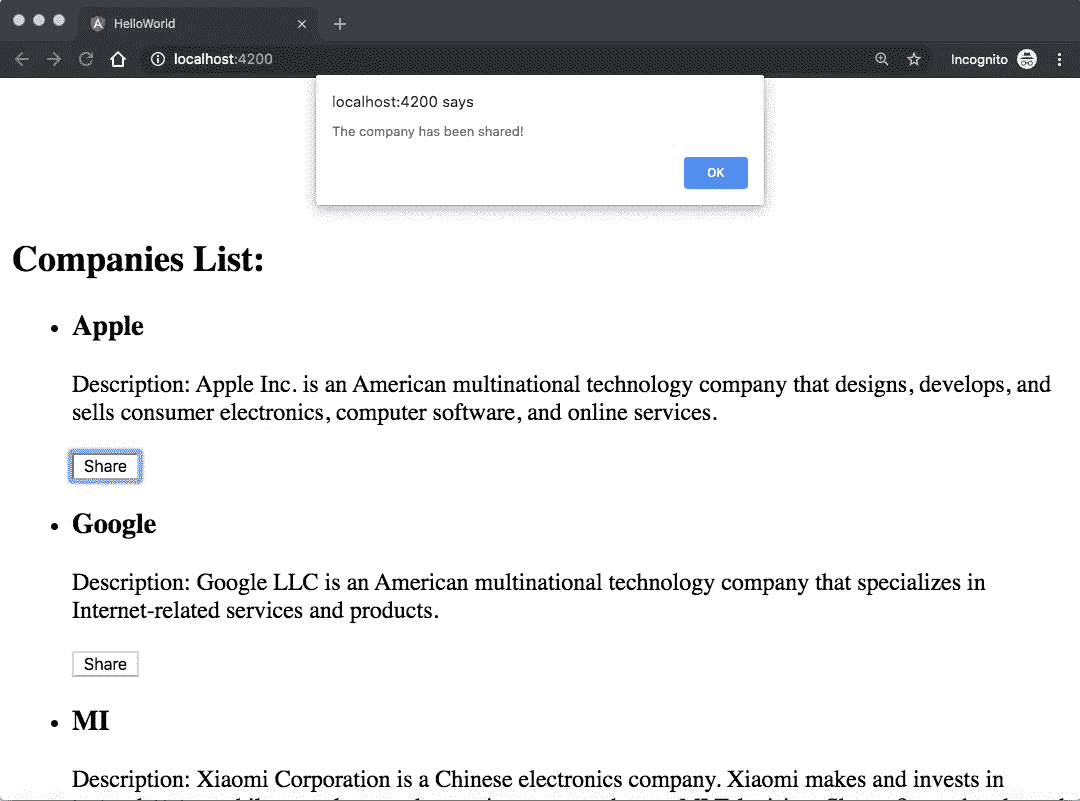 HelloWorld
localhost:4200
Incognito
localhost:4200 says
The company has been shared!
OK
Companies List:
Apple
Description: Apple Inc. is an American multinational technology company that designs, develops, and
sells consumer electronics, computer software, and online services.
Share
Google
Description: Google LLC is an American multinational technology company that specializes in
Internet-related services and products.
Share
MI
Description: Xiaomi Corporation is a Chinese electronics company. Xiaomi makes and invests in